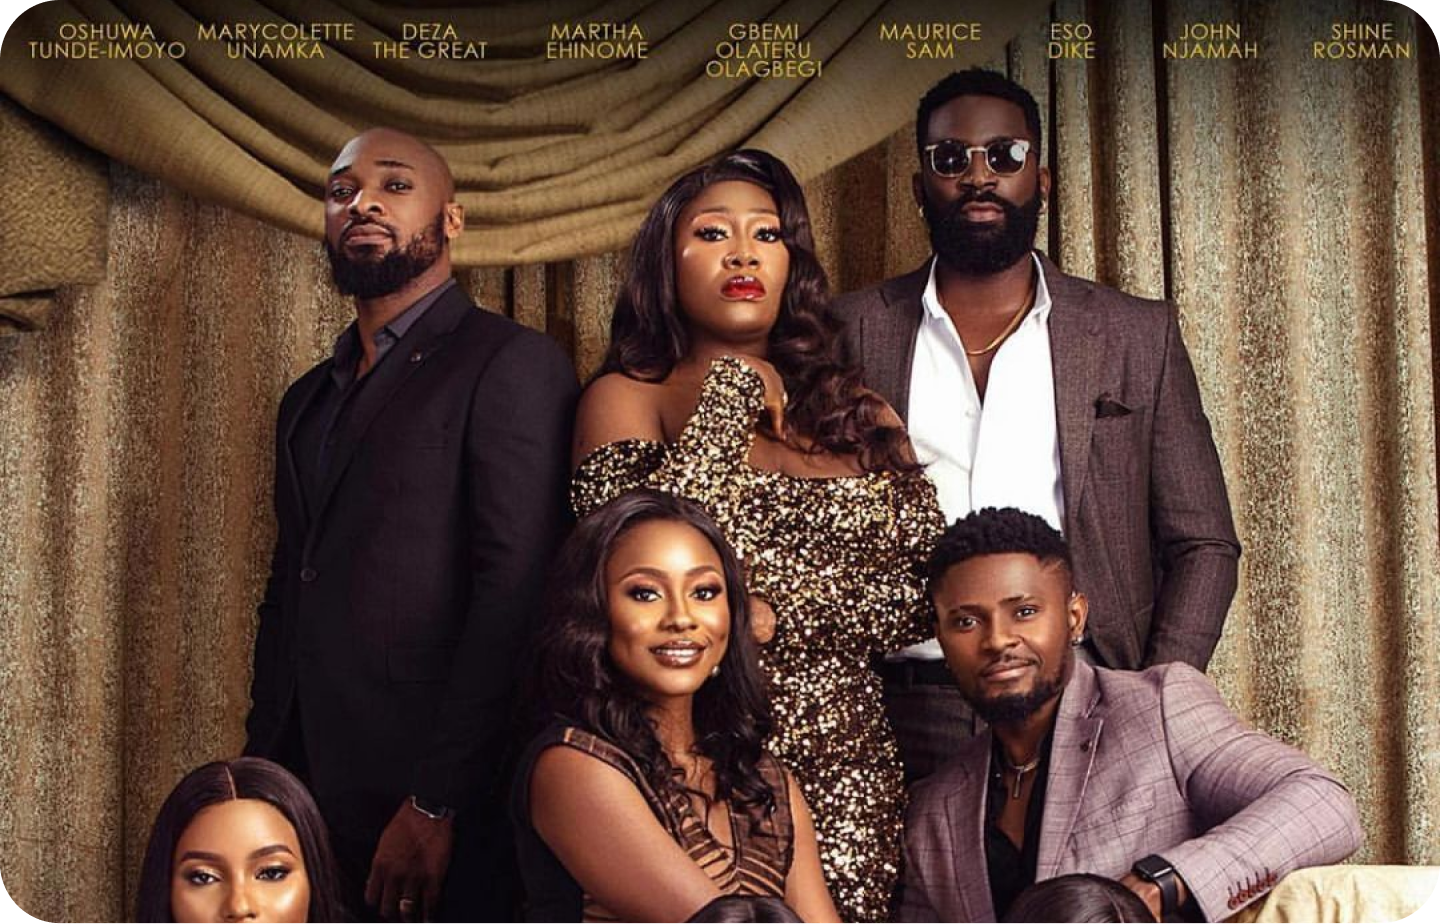 OSHUWA
TUNDE-IMOYO
MARYCOLETTE
UNAMKA
DEZA
THE GREAT
MARTHA
EHINOME
GBEMI
OLATERU
OLAGBEGI
MAURICE
SAM
ESO
DIKE
JOHN
NJAMAH
SHINE
ROSMAN